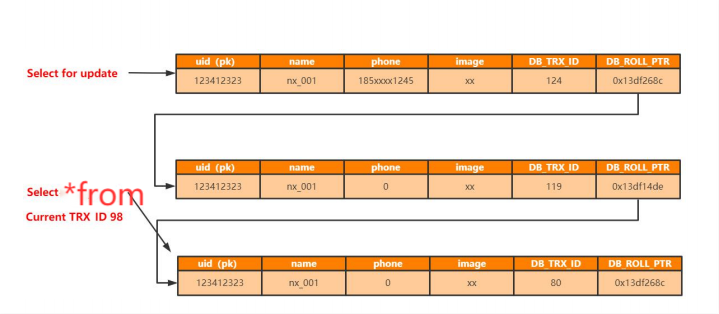 uid (pk) name phone image DB_TRX_ID DB_ROLL_PTR
Select for update
123412323 nx_001 185xxxx1245 xx 124 0x13df268c
uid (pk) name phone image DB_TRX_ID DB_ROLL_PTR
123412323 nx_001 0 xx 119 0x13df14de
Select *from
Current TRX_ID 98
uid (pk) name phone image DB_TRX_ID DB_ROLL_PTR
123412323 nx_001 0 xx 80 0x13df268c